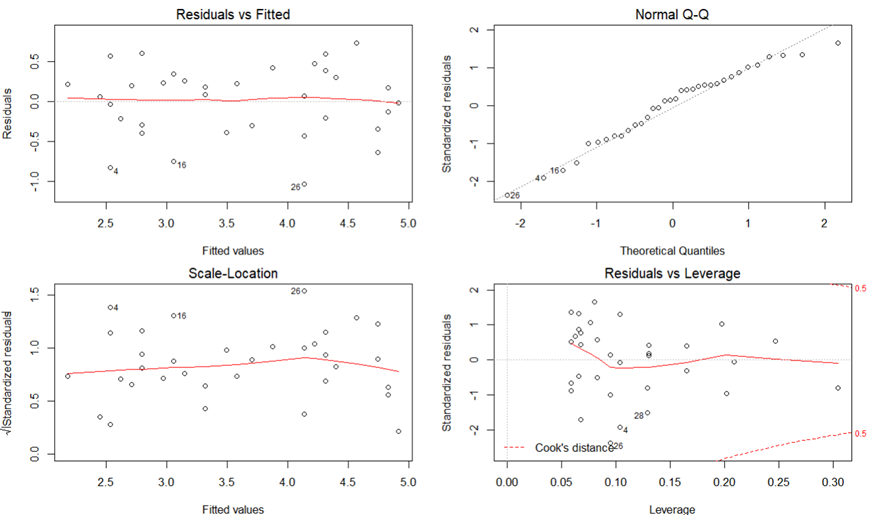 Residuals vs Fitted
Residuals
-1.0 -0.5 0.0 0.5
4
16
26
2.5 3.0 3.5 4.0 4.5 5.0
Fitted values
Normal Q-Q
Standardized residuals
-2 -1 0 1 2
26
4
16
-2 -1 0 1 2
Theoretical Quantiles
Scale-Location
√|Standardized residuals|
0.0 0.5 1.0 1.5
4
16
26
2.5 3.0 3.5 4.0 4.5 5.0
Fitted values
Residuals vs Leverage
Standardized residuals
-2 -1 0 1 2
0.5
0.5
28
4
26
Cook's distance
0.00 0.05 0.10 0.15 0.20 0.25 0.30
Leverage